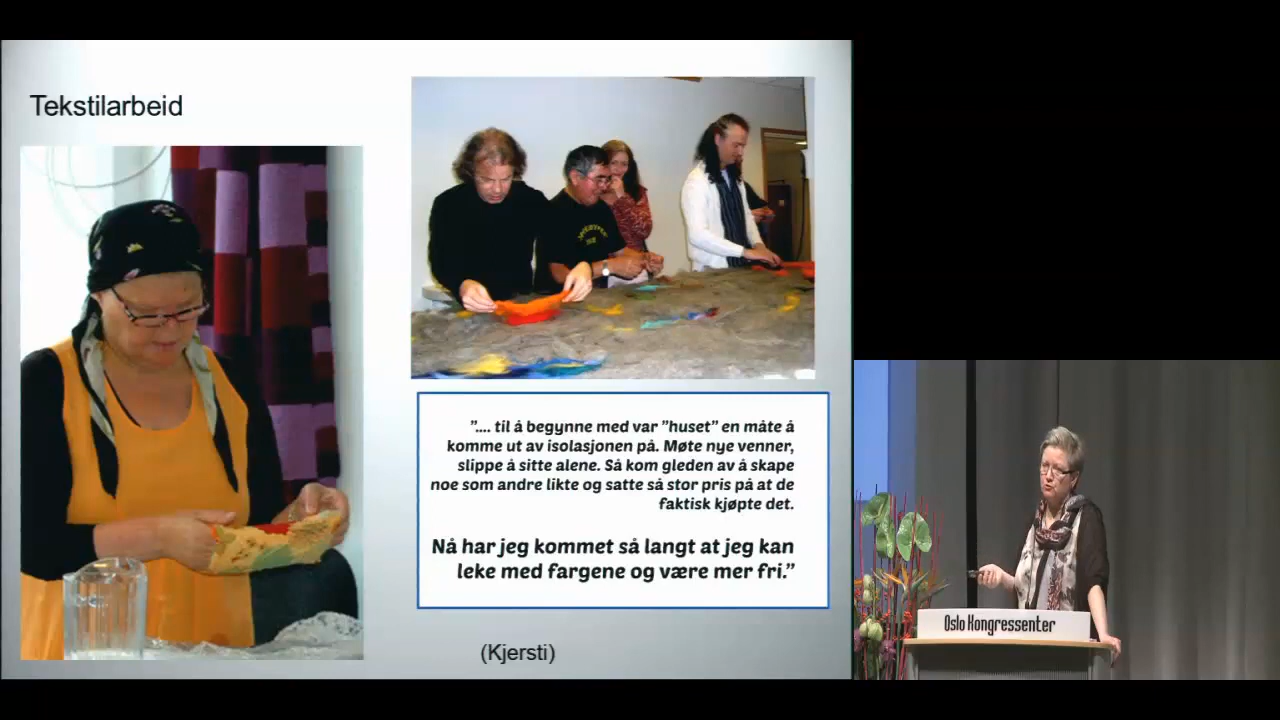 Tekstilarbeid
”.... til å begynne med var ”huset” en måte å
komme ut av isolasjonen på. Møte nye venner,
slippe å sitte alene. Så kom gleden av å skape
noe som andre likte og satte så stor pris på at de
faktisk kjøpte det.
Nå har jeg kommet så langt at jeg kan
leke med fargene og være mer fri.”
(Kjersti)
Oslo Kongressenter